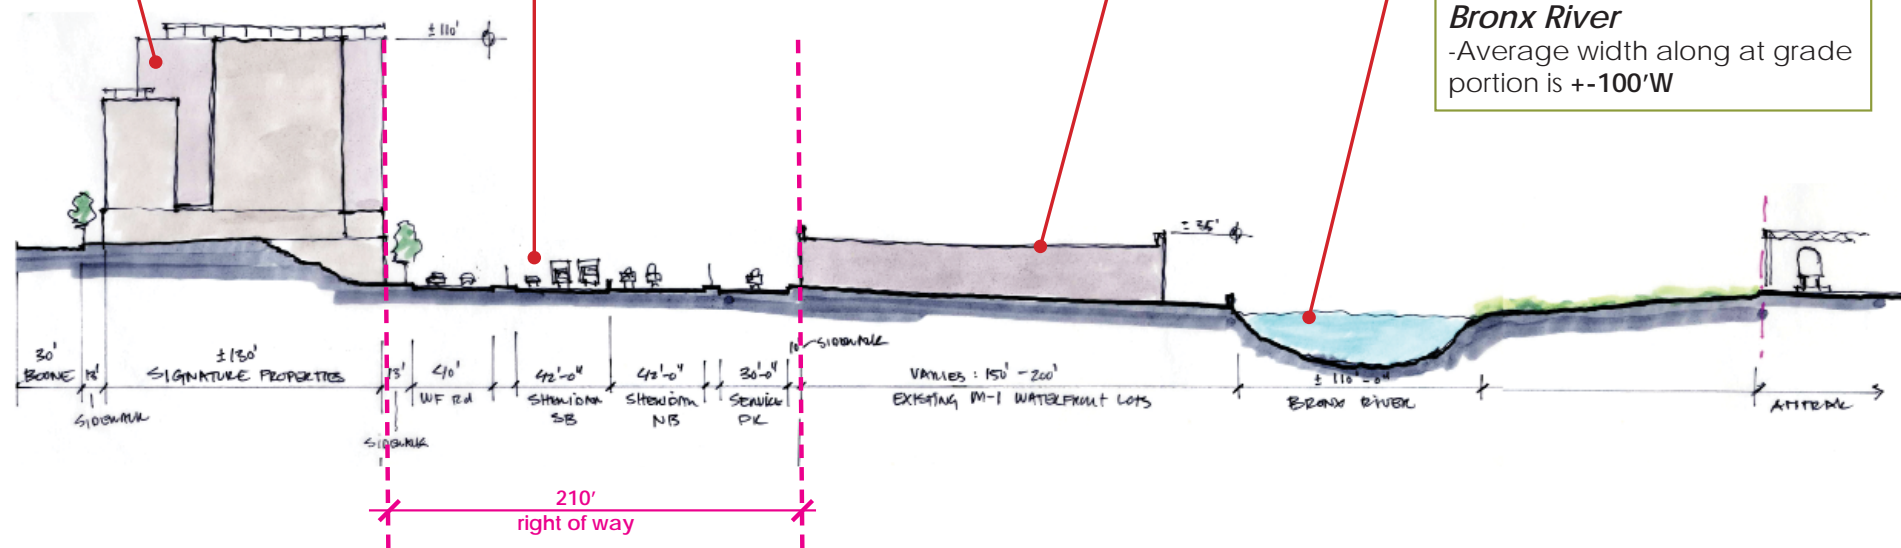 Bronx River
-Average width along at grade
portion is +-100'W
± 110'
± 35'
30'
BOONE
13'
SIDEWALK
± 130'
SIGNATURE PROPERTIES
13'
SIDEWALK
40'
WF Rd
42'-0"
SHERIDAN
SB
42'-0"
SHERIDAN
NB
30'-0"
SERVICE
10' SIDEWALK
VARIES : 150' - 200'
EXISTING M-1 WATERFRONT LOTS
± 110'-0"
BRONX RIVER
AMTRAK
210'
right of way